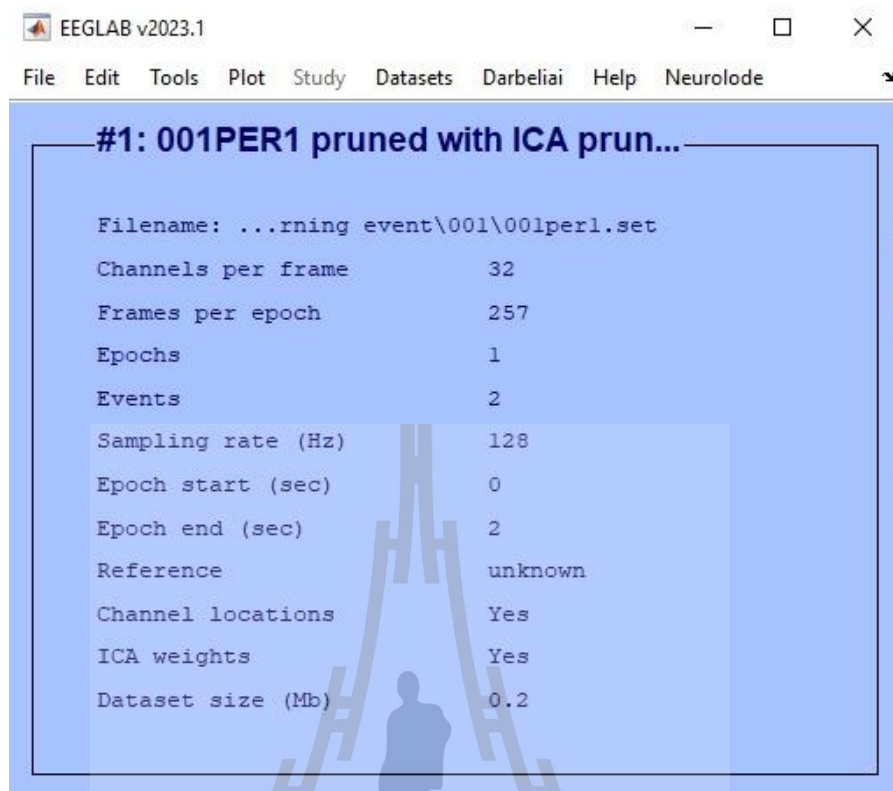 EEGLAB v2023.1
File Edit Tools Plot Study Datasets Darbeliai Help Neurolode
#1: 001PER1 pruned with ICA prun...
Filename: ...rning event\001\001per1.set
Channels per frame 32
Frames per epoch 257
Epochs 1
Events 2
Sampling rate (Hz) 128
Epoch start (sec) 0
Epoch end (sec) 2
Reference unknown
Channel locations Yes
ICA weights Yes
Dataset size (Mb) 0.2